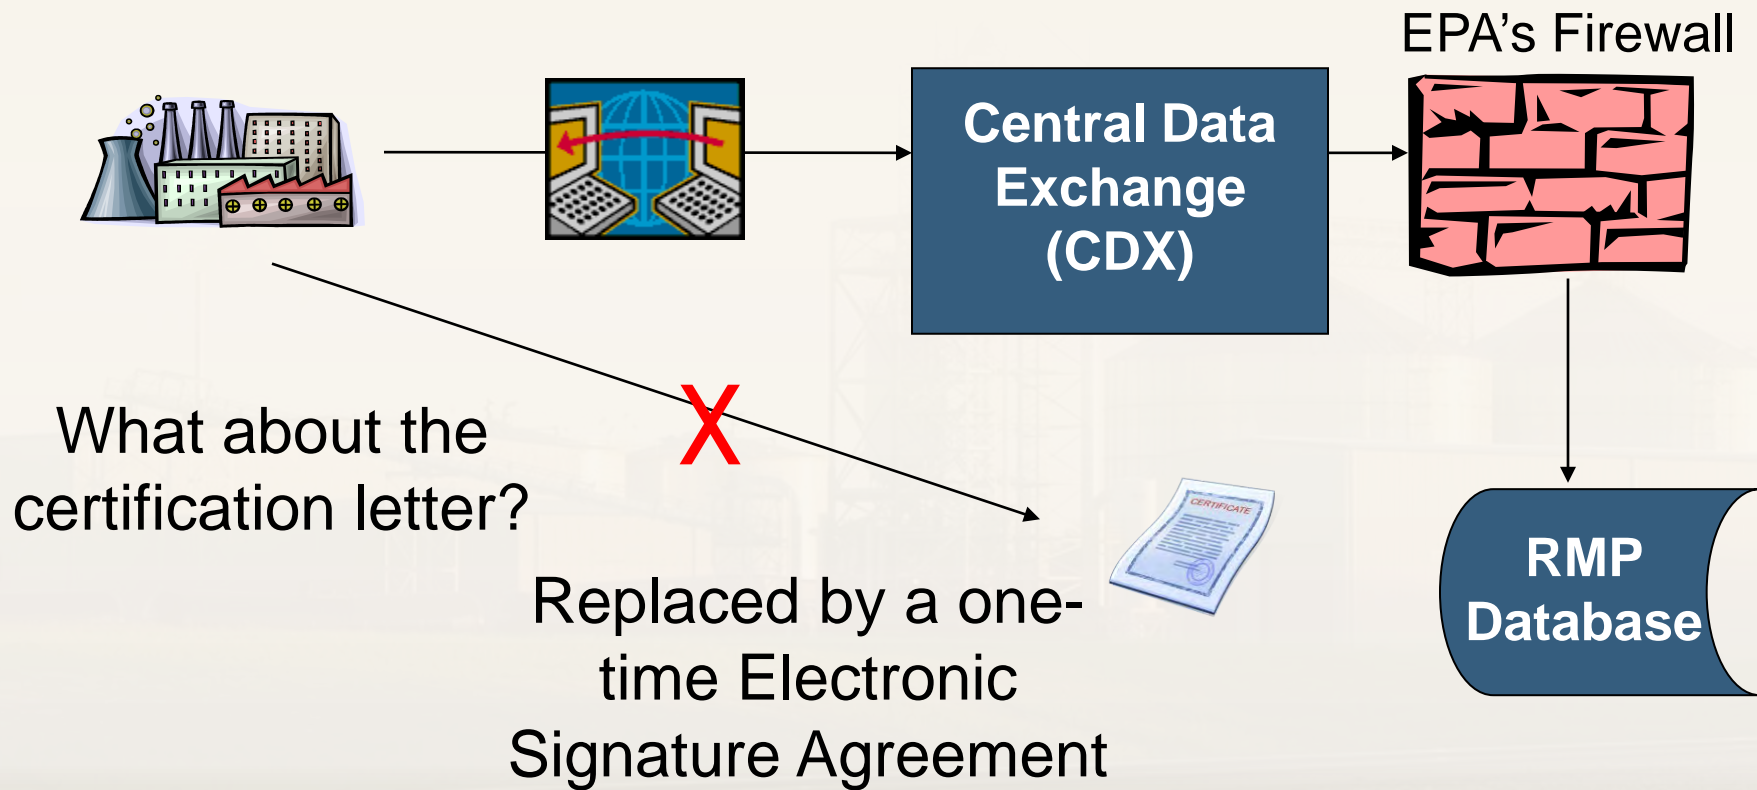 EPA's Firewall
Central Data
Exchange
(CDX)
What about the
certification letter?
CERTIFICATE
Replaced by a one-
time Electronic
Signature Agreement
RMP
Database